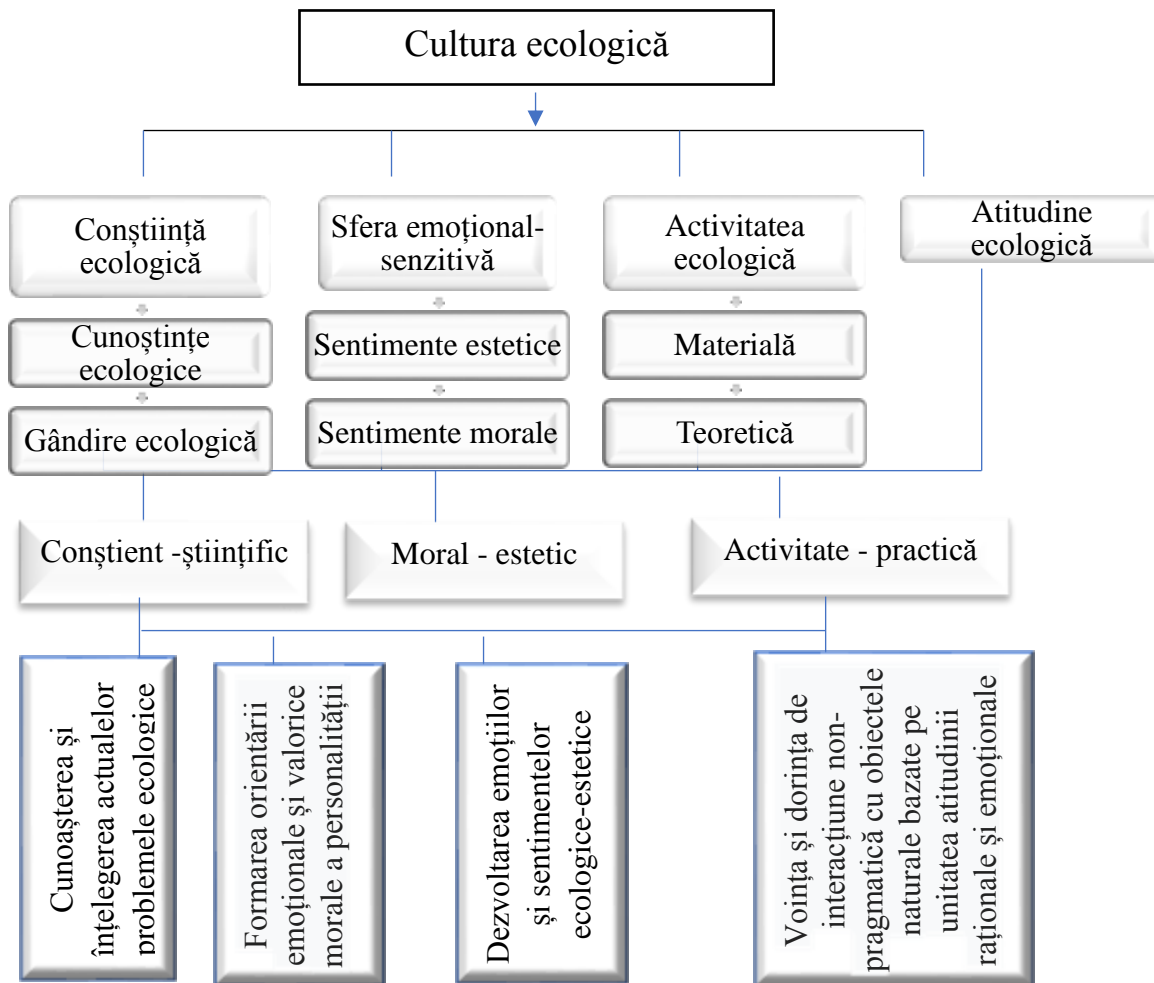 Cultura ecologică
Conștiință
ecologică
Sfera emoțional-
senzitivă
Activitatea
ecologică
Atitudine
ecologică
Cunoștințe
ecologice
Sentimente estetice
Materială
Gândire ecologică
Sentimente morale
Teoretică
Conștient -științific
Moral - estetic
Activitate - practică
Cunoașterea și
înțelegerea actualelor
problemele ecologice
Formarea orientării
emoționale și valorice
morale a personalității
Dezvoltarea emoțiilor
și sentimentelor
ecologice-estetice
Voința și dorința de
interacțiune non-
pragmatică cu obiectele
naturale bazate pe
unitatea atitudinii
raționale și emoționale